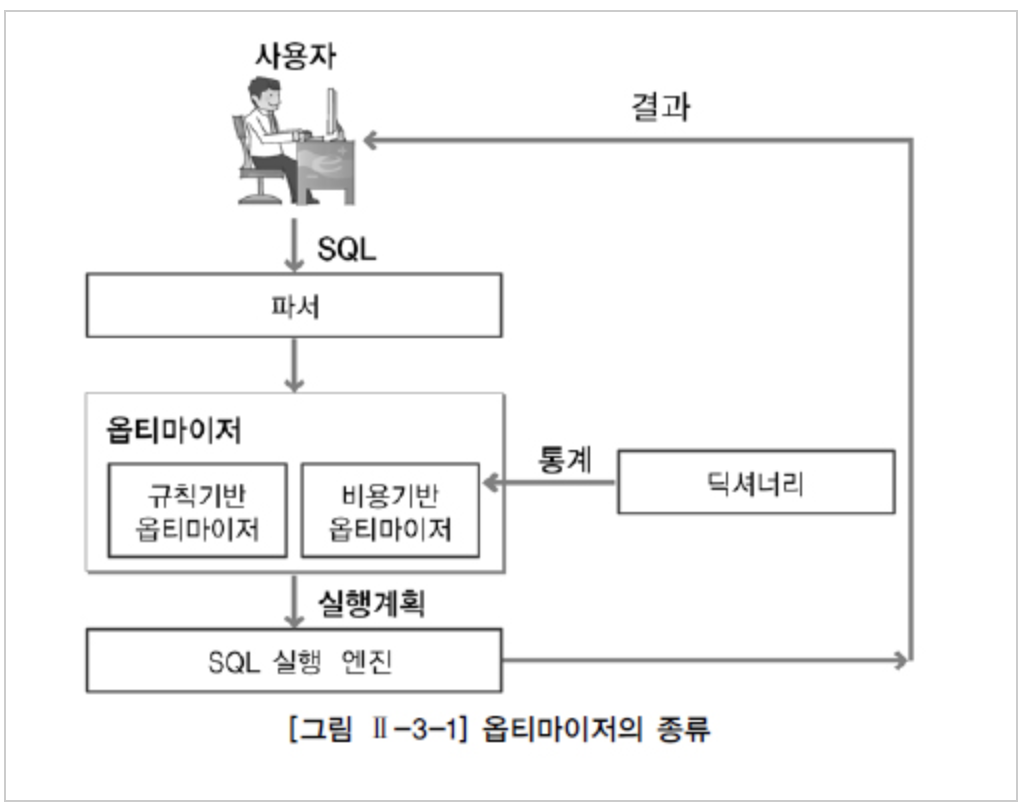 사용자
결과
SQL
파서
옵티마이저
규칙기반
옵티마이저
비용기반
옵티마이저
통계
딕셔너리
실행계획
SQL 실행 엔진
[그림 Ⅱ-3-1] 옵티마이저의 종류